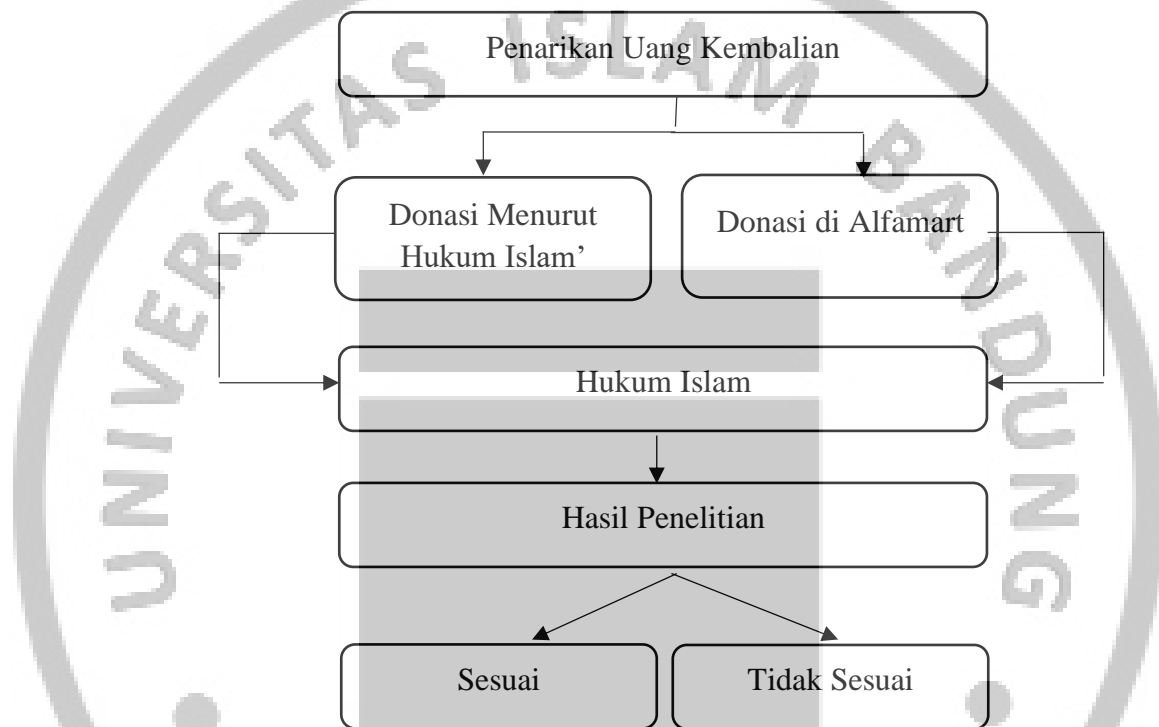 UNIVERSITAS ISLAM BANDUNG
Penarikan Uang Kembalian
Donasi Menurut
Hukum Islam’
Donasi di Alfamart
Hukum Islam
Hasil Penelitian
Sesuai
Tidak Sesuai